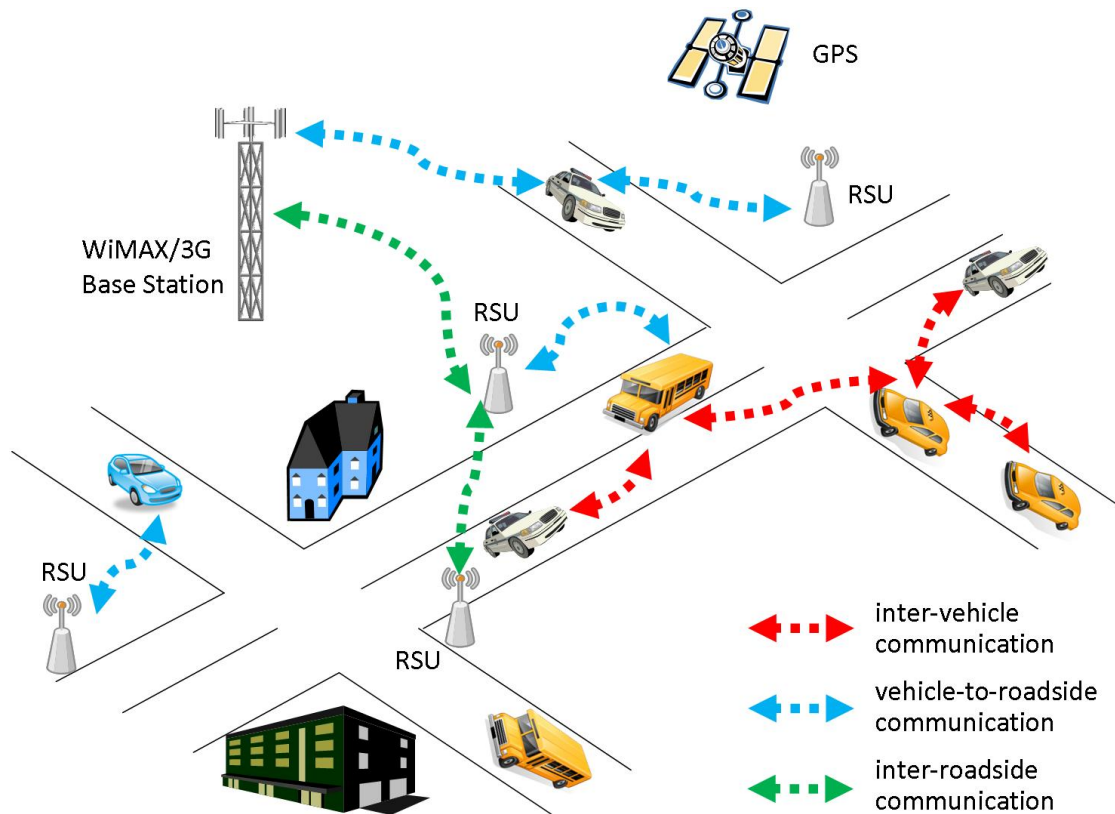 GPS
RSU
WiMAX/3G
Base Station
RSU
RSU
RSU
inter-vehicle
communication
vehicle-to-roadside
communication
inter-roadside
communication